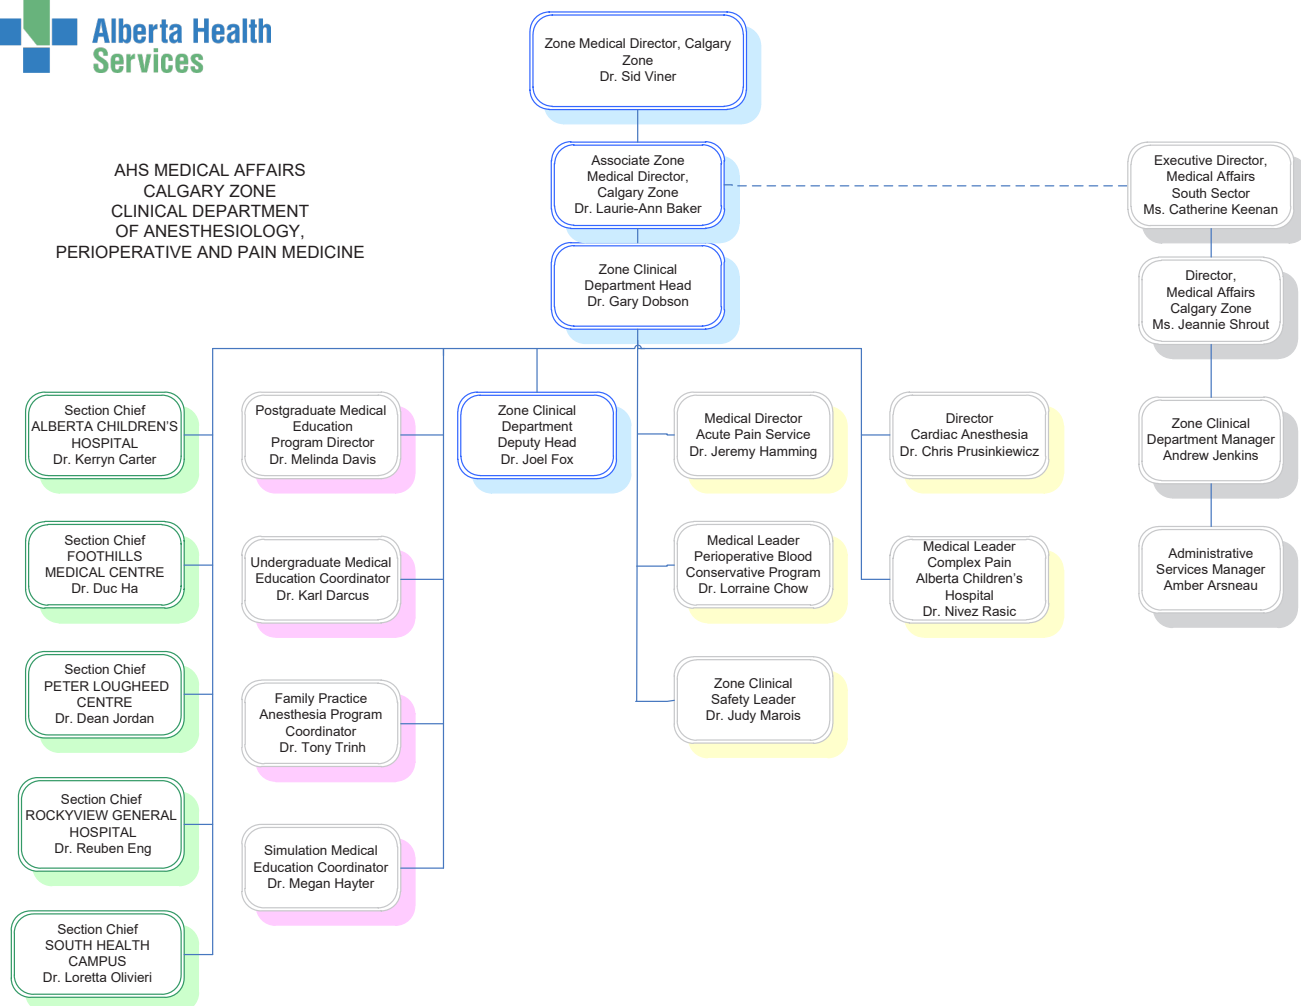 Alberta Health
Services
AHS MEDICAL AFFAIRS
CALGARY ZONE
CLINICAL DEPARTMENT
OF ANESTHESIOLOGY,
PERIOPERATIVE AND PAIN MEDICINE
Zone Medical Director, Calgary
Zone
Dr. Sid Viner
Associate Zone
Medical Director,
Calgary Zone
Dr. Laurie-Ann Baker
Executive Director,
Medical Affairs
South Sector
Ms. Catherine Keenan
Zone Clinical
Department Head
Dr. Gary Dobson
Director,
Medical Affairs
Calgary Zone
Ms. Jeannie Shrout
Section Chief
ALBERTA CHILDREN'S
HOSPITAL
Dr. Kerryn Carter
Postgraduate Medical
Education
Program Director
Dr. Melinda Davis
Zone Clinical
Department
Deputy Head
Dr. Joel Fox
Medical Director
Acute Pain Service
Dr. Jeremy Hamming
Director
Cardiac Anesthesia
Dr. Chris Prusinkiewicz
Zone Clinical
Department Manager
Andrew Jenkins
Section Chief
FOOTHILLS
MEDICAL CENTRE
Dr. Duc Ha
Undergraduate Medical
Education Coordinator
Dr. Karl Darcus
Medical Leader
Perioperative Blood
Conservative Program
Dr. Lorraine Chow
Medical Leader
Complex Pain
Alberta Children's
Hospital
Dr. Nivez Rasic
Administrative
Services Manager
Amber Arsneau
Section Chief
PETER LOUGHEED
CENTRE
Dr. Dean Jordan
Family Practice
Anesthesia Program
Coordinator
Dr. Tony Trinh
Zone Clinical
Safety Leader
Dr. Judy Marois
Section Chief
ROCKYVIEW GENERAL
HOSPITAL
Dr. Reuben Eng
Simulation Medical
Education Coordinator
Dr. Megan Hayter
Section Chief
SOUTH HEALTH
CAMPUS
Dr. Loretta Olivieri